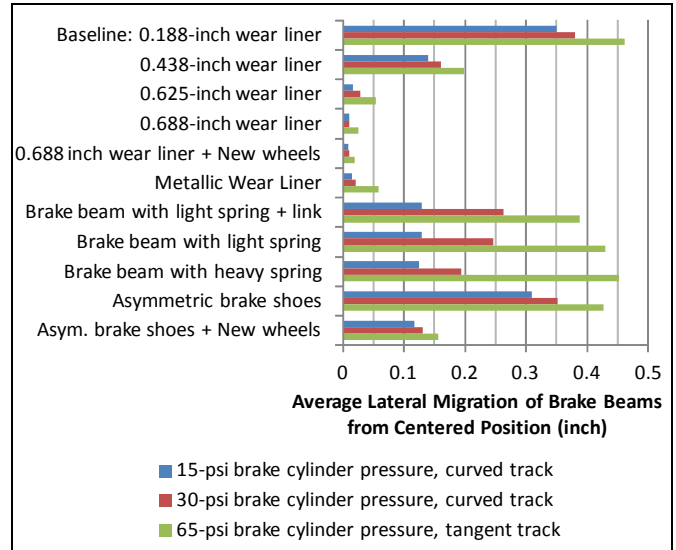 Baseline: 0.188-inch wear liner
0.438-inch wear liner
0.625-inch wear liner
0.688-inch wear liner
0.688 inch wear liner + New wheels
Metallic Wear Liner
Brake beam with light spring + link
Brake beam with light spring
Brake beam with heavy spring
Asymmetric brake shoes
Asym. brake shoes + New wheels
0 0.1 0.2 0.3 0.4 0.5
Average Lateral Migration of Brake Beams
from Centered Position (inch)
15-psi brake cylinder pressure, curved track
30-psi brake cylinder pressure, curved track
65-psi brake cylinder pressure, tangent track